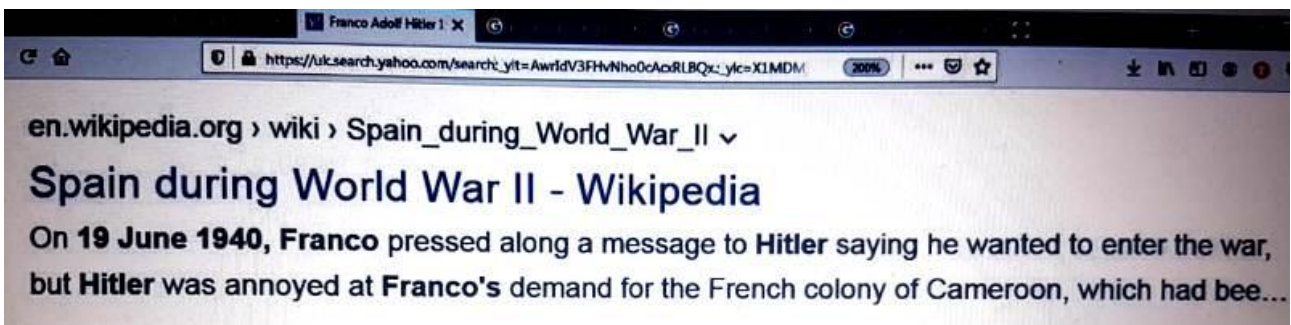 Franco Adolf Hitler 1
https://uk.search.yahoo.com/search;_ylt=AwrIdV3FHvNho0cAcxRLBQx.;_ylc=X1MDM
200%
en.wikipedia.org › wiki › Spain_during_World_War_II
Spain during World War II - Wikipedia
On 19 June 1940, Franco pressed along a message to Hitler saying he wanted to enter the war,
but Hitler was annoyed at Franco's demand for the French colony of Cameroon, which had bee...